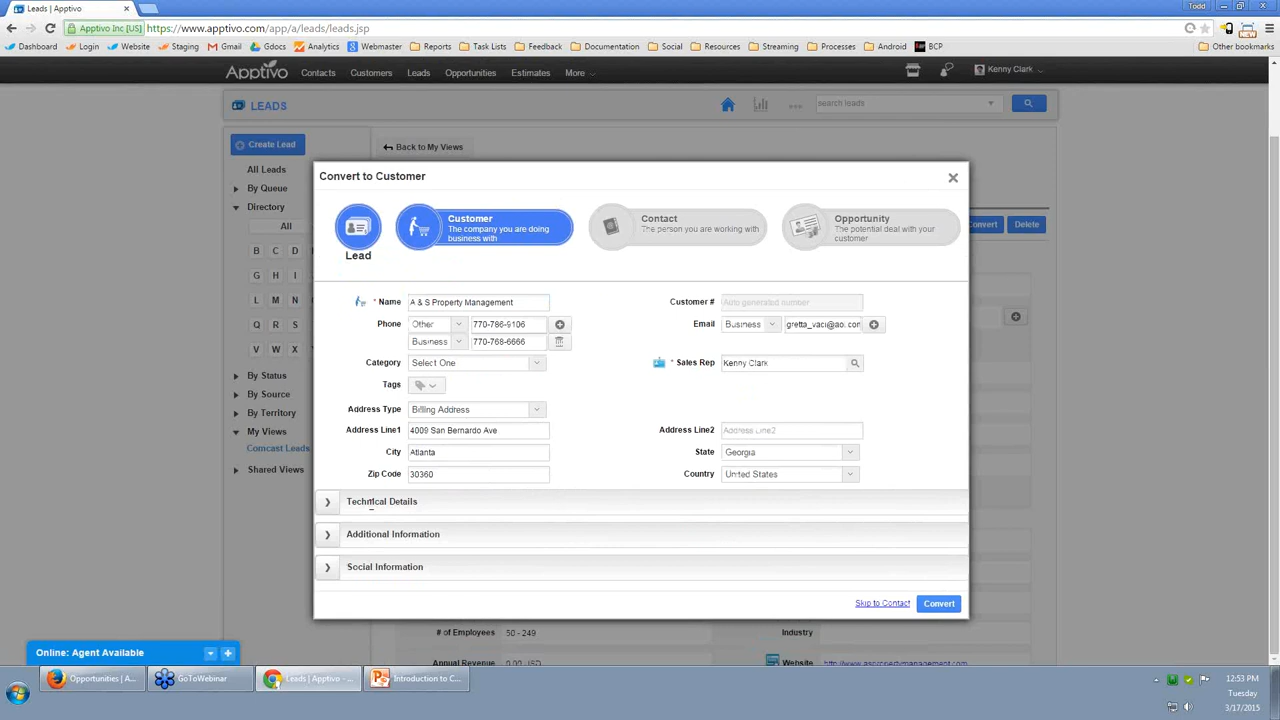 Leads | Apptivo
Todd
Apptivo Inc [US] https://www.apptivo.com/app/a/leads/leads.jsp
Dashboard Login Website Staging Gmail Gdocs Analytics Webmaster Reports Task Lists Feedback Documentation Social Resources Streaming Processes Android BCP Other bookmarks
Apptivo Contacts Customers Leads Opportunities Estimates More Kenny Clark
LEADS search leads
Create Lead Back to My Views
All Leads
By Queue
Directory
All
B C D
G H I
L M N
Q R S
V W X
By Status
By Source
By Territory
My Views
Comcast Leads
Shared Views
Convert to Customer
Customer
The company you are doing
business with
Contact
The person you are working with
Opportunity
The potential deal with your
customer
Lead
Convert Delete
* Name A & S Property Management Customer # Auto generated number
Phone Other 770-786-9106 Email Business gretta_vaci@ao. com
Business 770-768-6666
Category Select One * Sales Rep Kenny Clark
Tags
Address Type Billing Address
Address Line1 4009 San Bernardo Ave Address Line2 Address Line2
City Atlanta State Georgia
Zip Code 30360 Country United States
Technical Details
Additional Information
Social Information
Skip to Contact Convert
# of Employees 50 - 249 Industry
Annual Revenue 0.00 USD Website http://www.aspropertymanagement.com
Online: Agent Available
Opportunities | A... GoToWebinar Leads | Apptivo - ... Introduction to C...
12:53 PM
Tuesday
3/17/2015